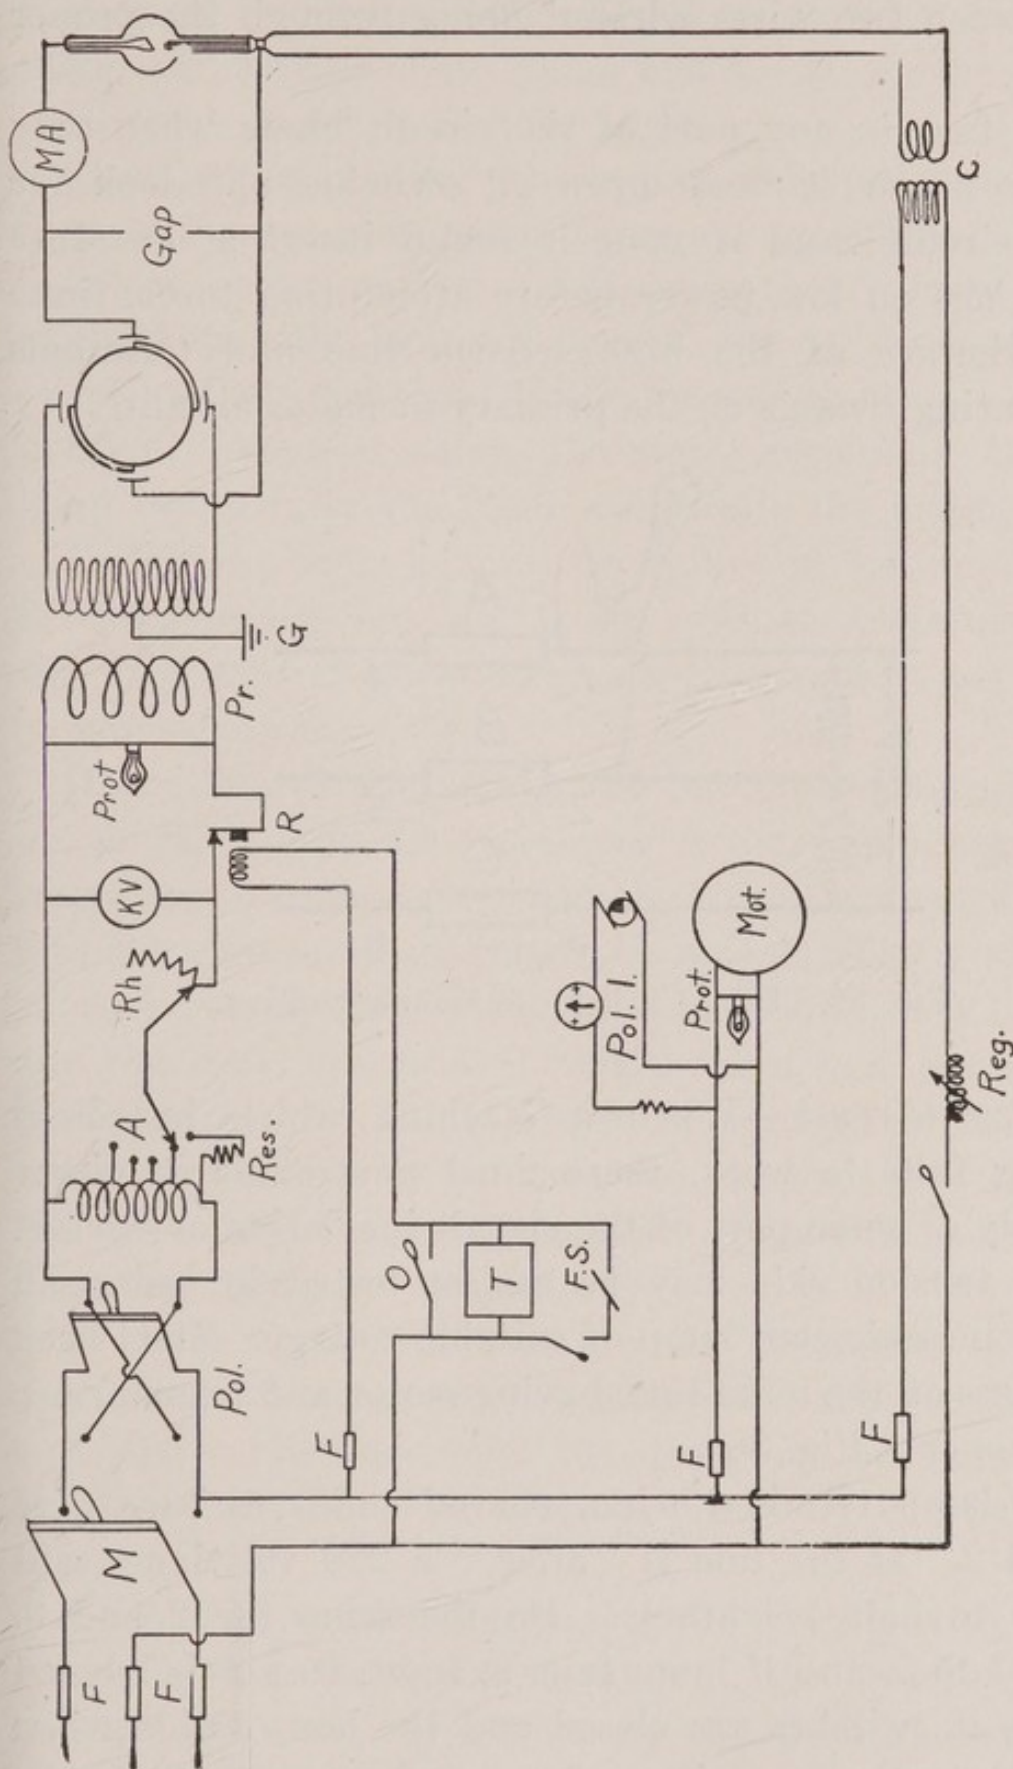 MA
Gap
G
Pr.
Prot
R
KV
Rh
A
Res.
Pol.
M
F
F
F
O
T
F.S.
Pol. I.
Prot.
Mot.
F
F
C
Reg.